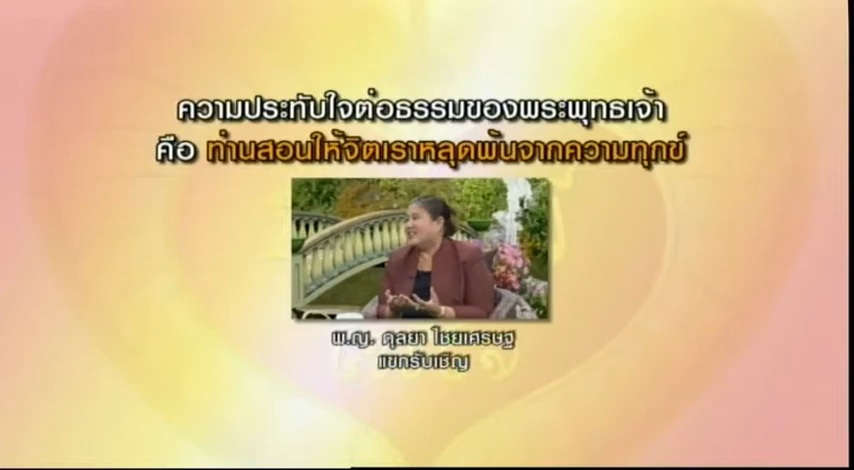 ความประทับใจต่อธรรมของพระพุทธเจ้า
คือ ท่านสอนให้จิตเราหลุดพ้นจากความทุกข์
พ.ญ. ดุลยา ไชยเศรษฐ
แขกรับเชิญ